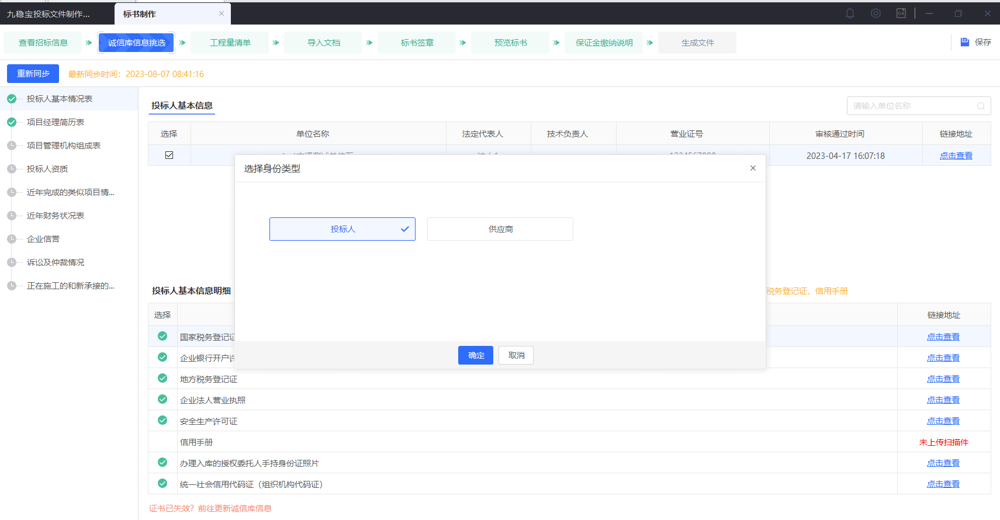 九稳宝投标文件制作...
标书制作
CA
查看招标信息
诚信库信息挑选
工程量清单
导入文档
标书签章
预览标书
保证金缴纳说明
生成文件
保存
重新同步
最新同步时间：2023-08-07 08:41:16
投标人基本情况表
项目经理简历表
项目管理机构组成表
投标人资质
近年完成的类似项目情...
近年财务状况表
企业信誉
诉讼及仲裁情况
正在施工的和新承接的...
投标人基本信息
请输入单位名称
选择 单位名称 法定代表人 技术负责人 营业证号 审核通过时间 链接地址
2023-04-17 16:07:18 点击查看
选择身份类型
投标人
供应商
确定
取消
投标人基本信息明细
税务登记证，信用手册
选择 链接地址
国家税务登记证 点击查看
企业银行开户许 点击查看
地方税务登记证 点击查看
企业法人营业执照 点击查看
安全生产许可证 点击查看
信用手册 未上传扫描件
办理入库的授权委托人手持身份证照片 点击查看
统一社会信用代码证（组织机构代码证） 点击查看
证书已失效？前往更新诚信库信息